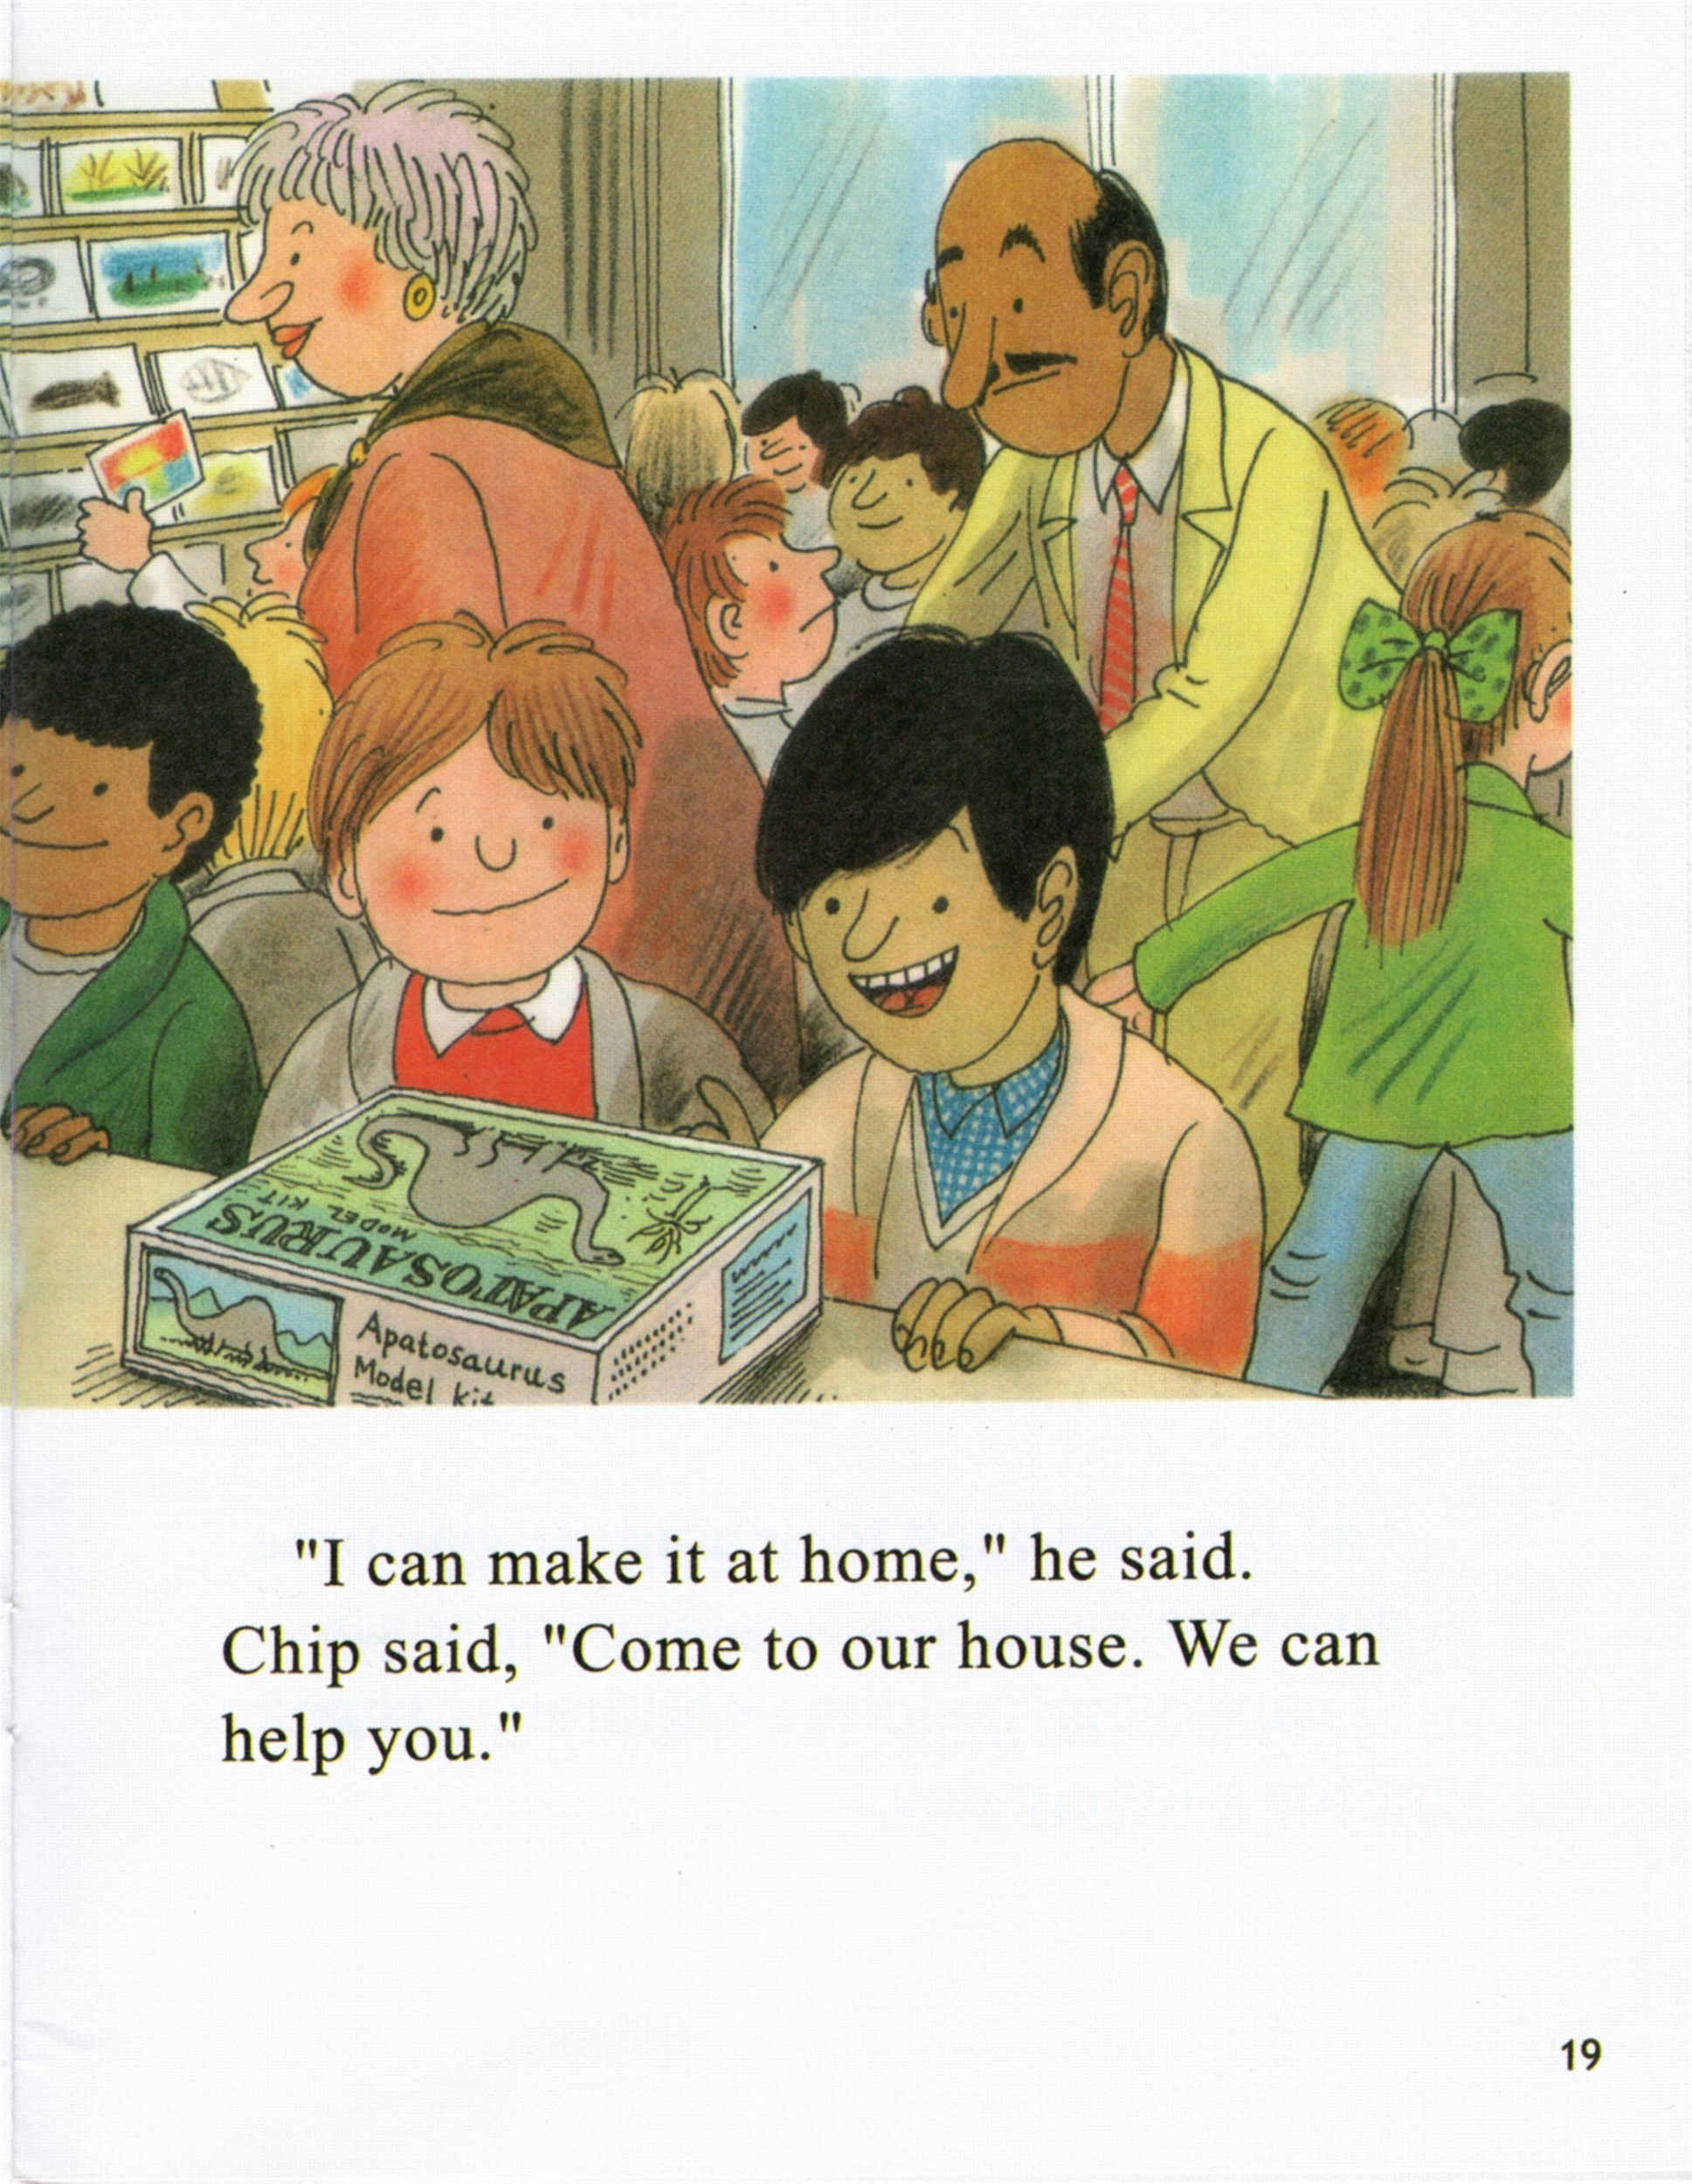 APATOSAURUS
MODEL KIT
Apatosaurus
Model kit
"I can make it at home," he said.
Chip said, "Come to our house. We can
help you."
19